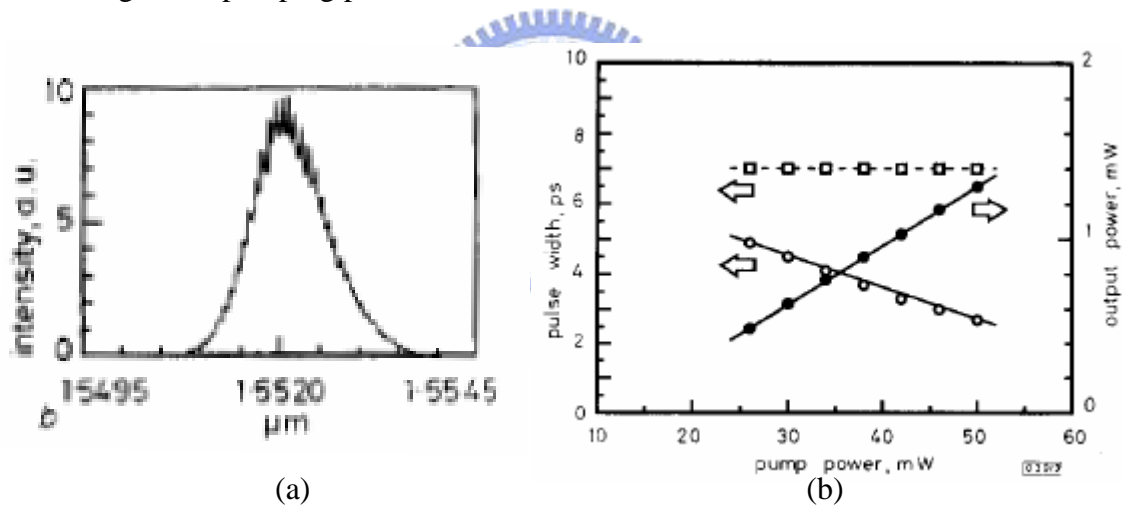 10
5
0
intensity, a.u.
1·5495 1·5520 1·5545
b μm
(a)
10
8
6
4
2
0
pulse width, ps
2
1
0
output power, mW
10 20 30 40 50 60
pump power, mW
(b)